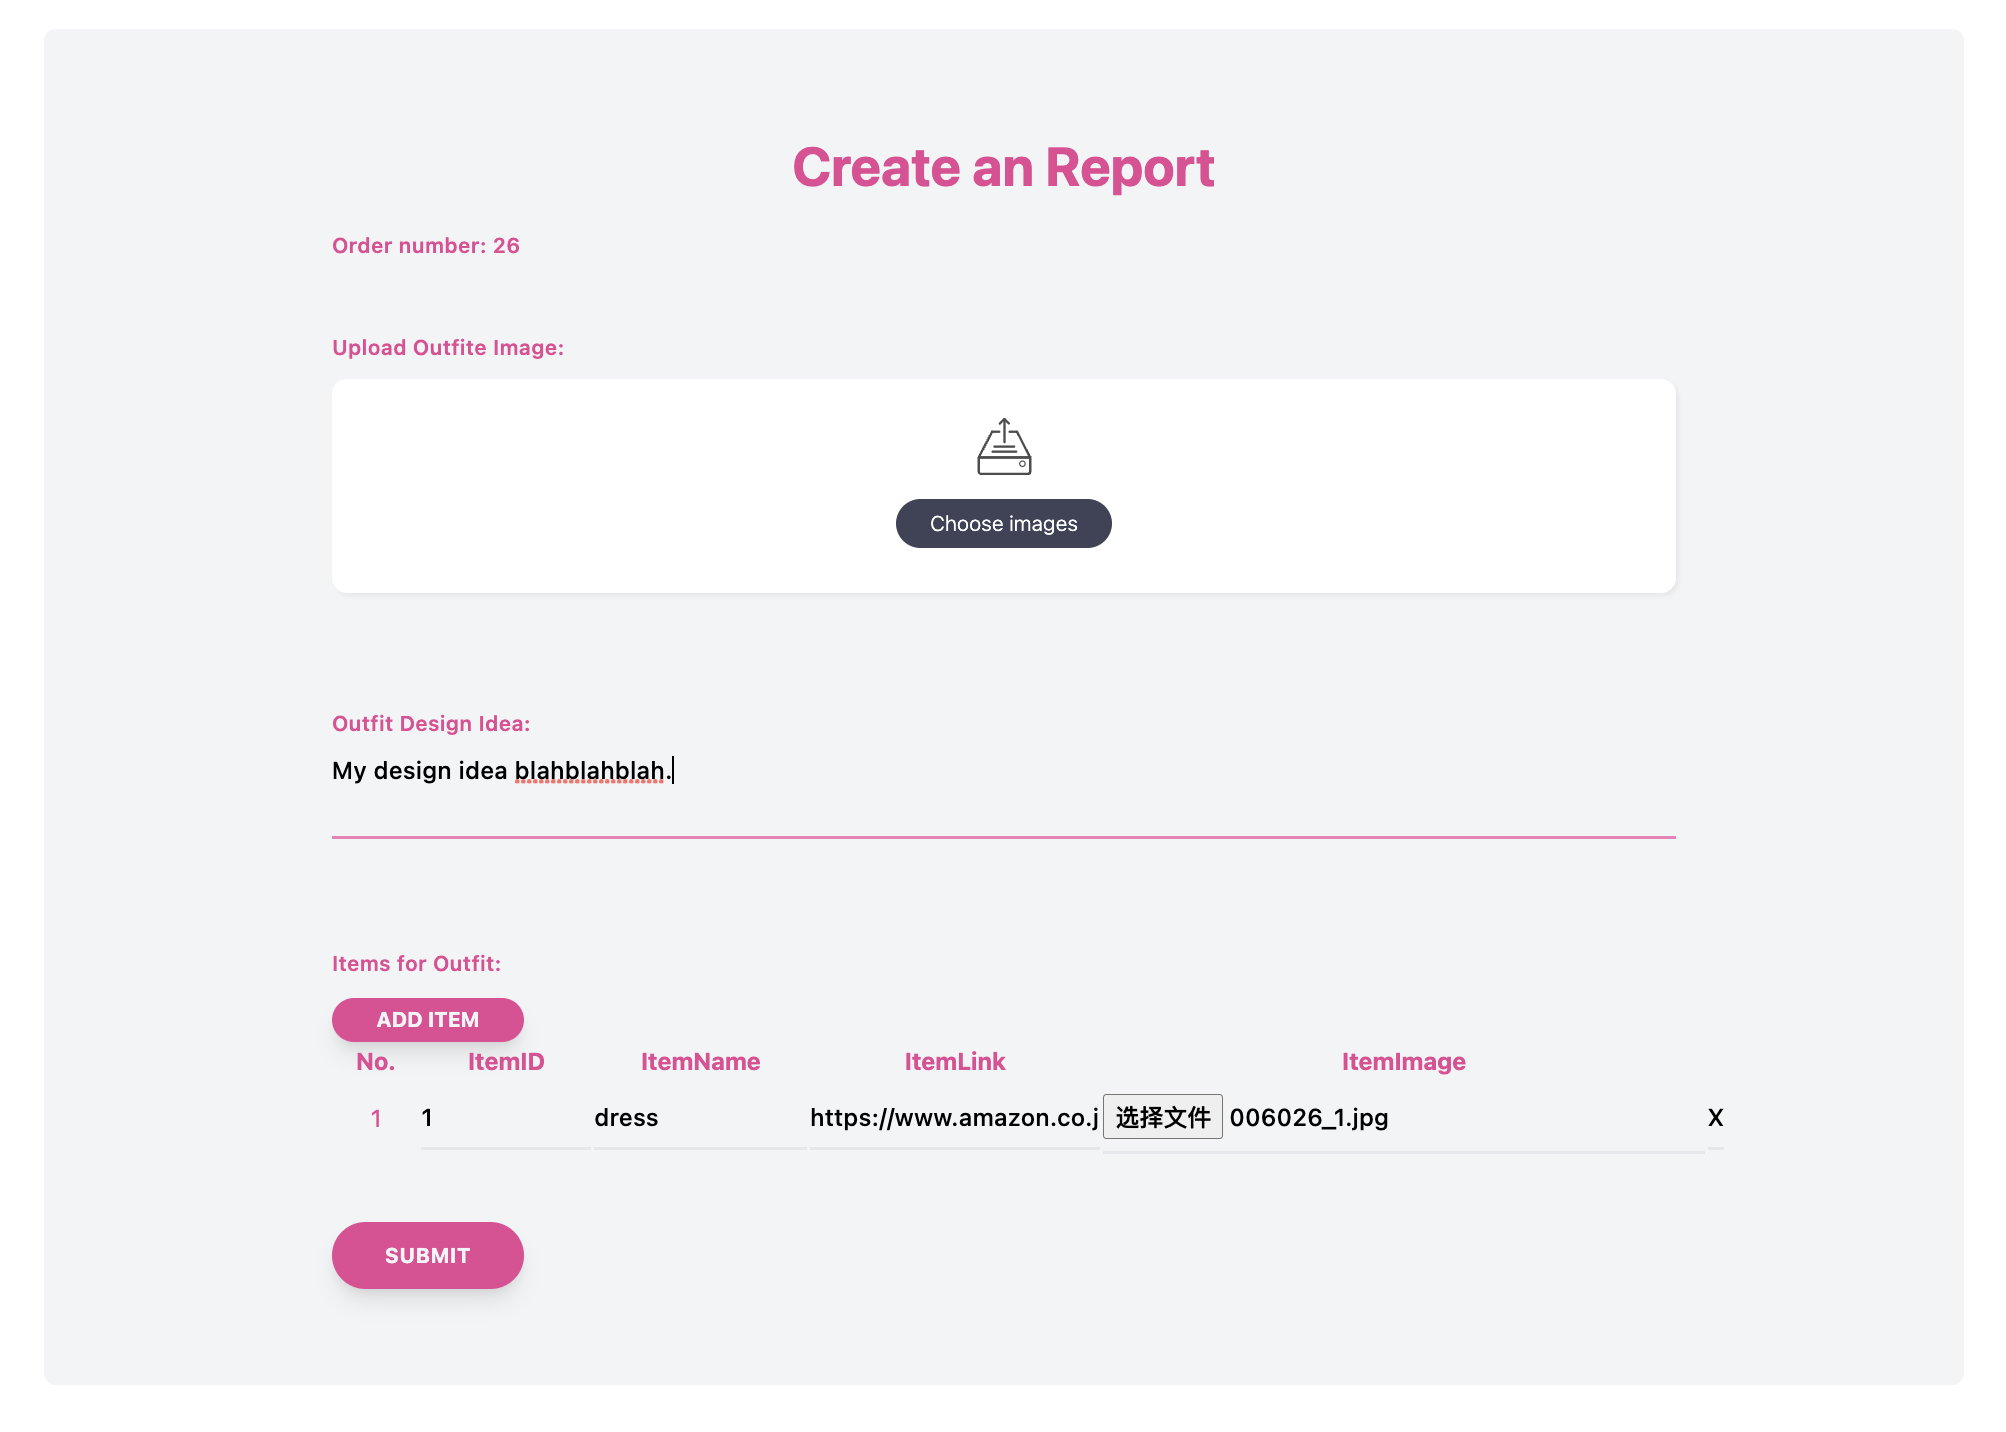 Create an Report
Order number: 26
Upload Outfite Image:
Choose images
Outfit Design Idea:
My design idea blahblahblah.
Items for Outfit:
ADD ITEM
No. ItemID ItemName ItemLink ItemImage
1 1 dress https://www.amazon.co.j 选择文件 006026_1.jpg X
SUBMIT